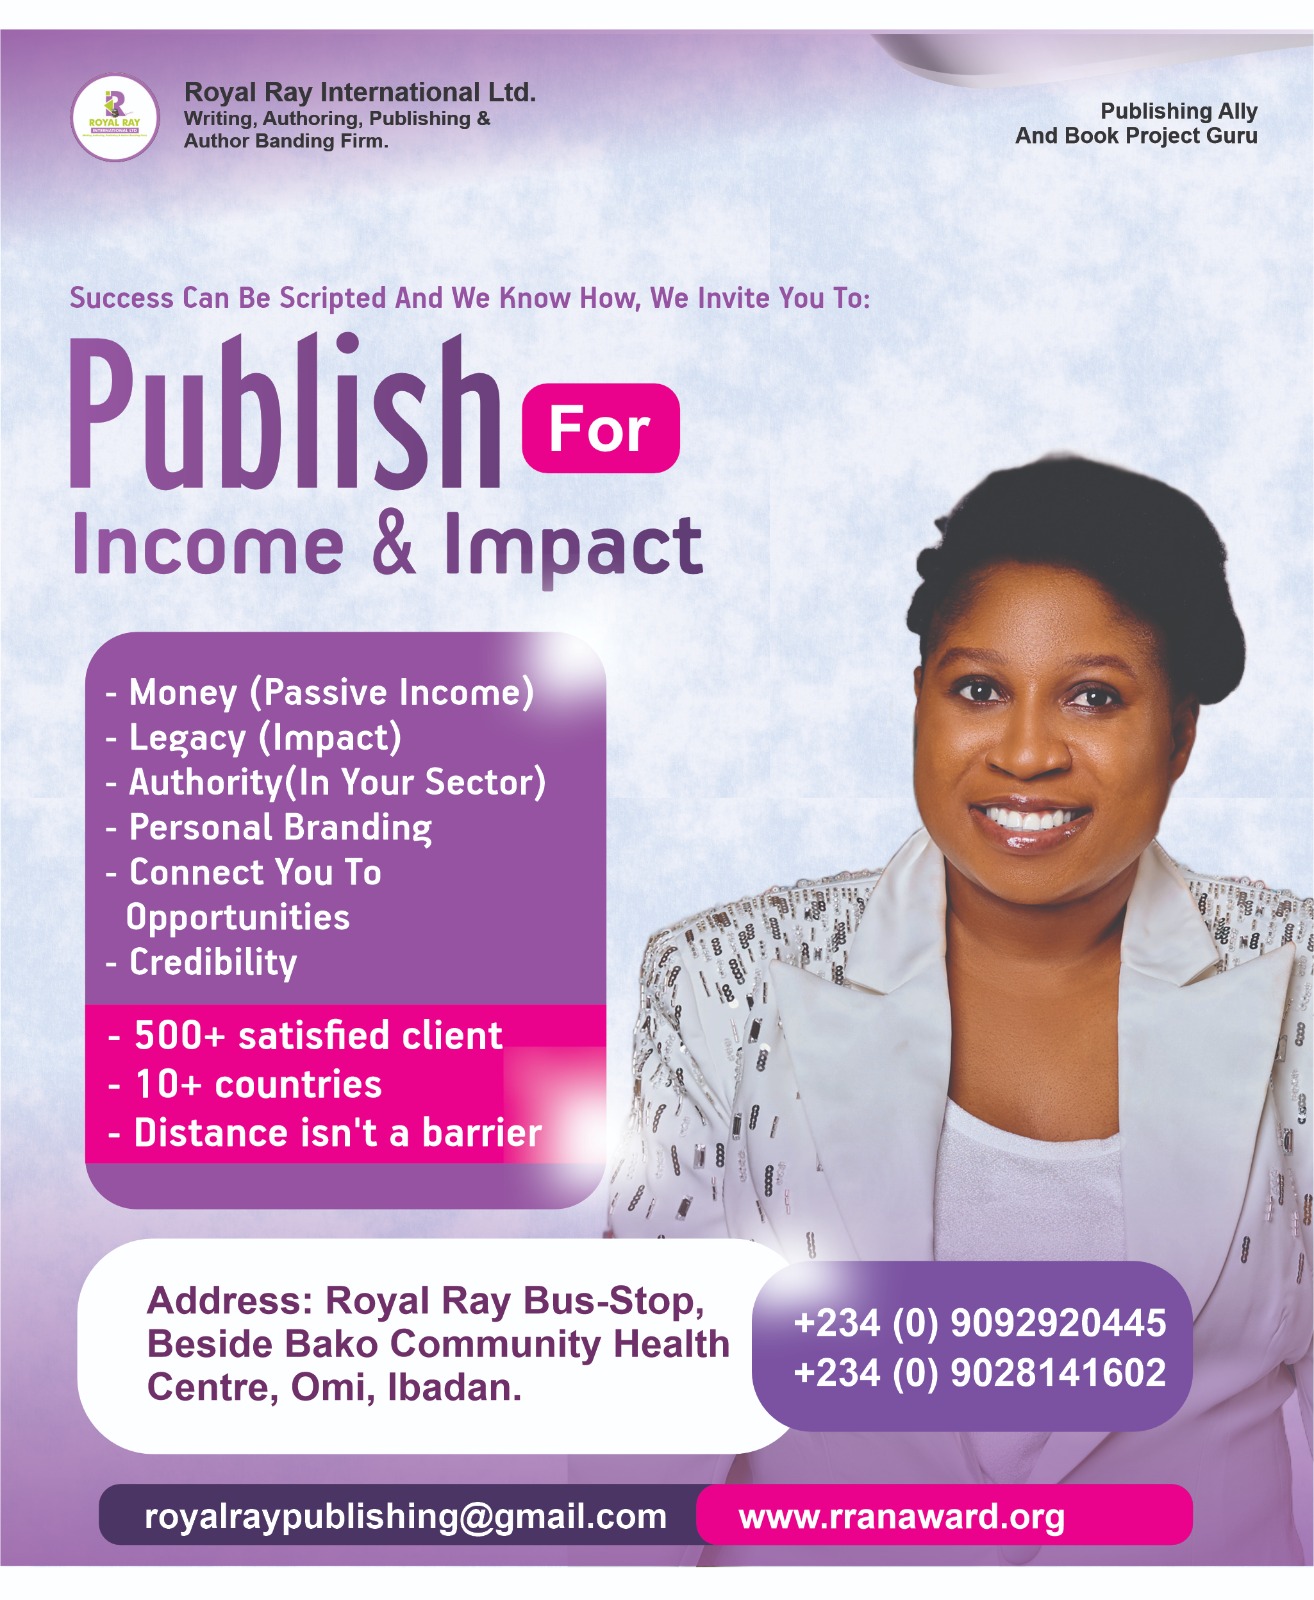 ROYAL RAY
INTERNATIONAL LTD
Royal Ray International Ltd.
Writing, Authoring, Publishing &
Author Banding Firm.
Publishing Ally
And Book Project Guru
Success Can Be Scripted And We Know How, We Invite You To:
Publish For
Income & Impact
- Money (Passive Income)
- Legacy (Impact)
- Authority(In Your Sector)
- Personal Branding
- Connect You To
Opportunities
- Credibility
- 500+ satisfied client
- 10+ countries
- Distance isn't a barrier
Address: Royal Ray Bus-Stop,
Beside Bako Community Health
Centre, Omi, Ibadan.
+234 (0) 9092920445
+234 (0) 9028141602
royalraypublishing@gmail.com
www.rranaward.org